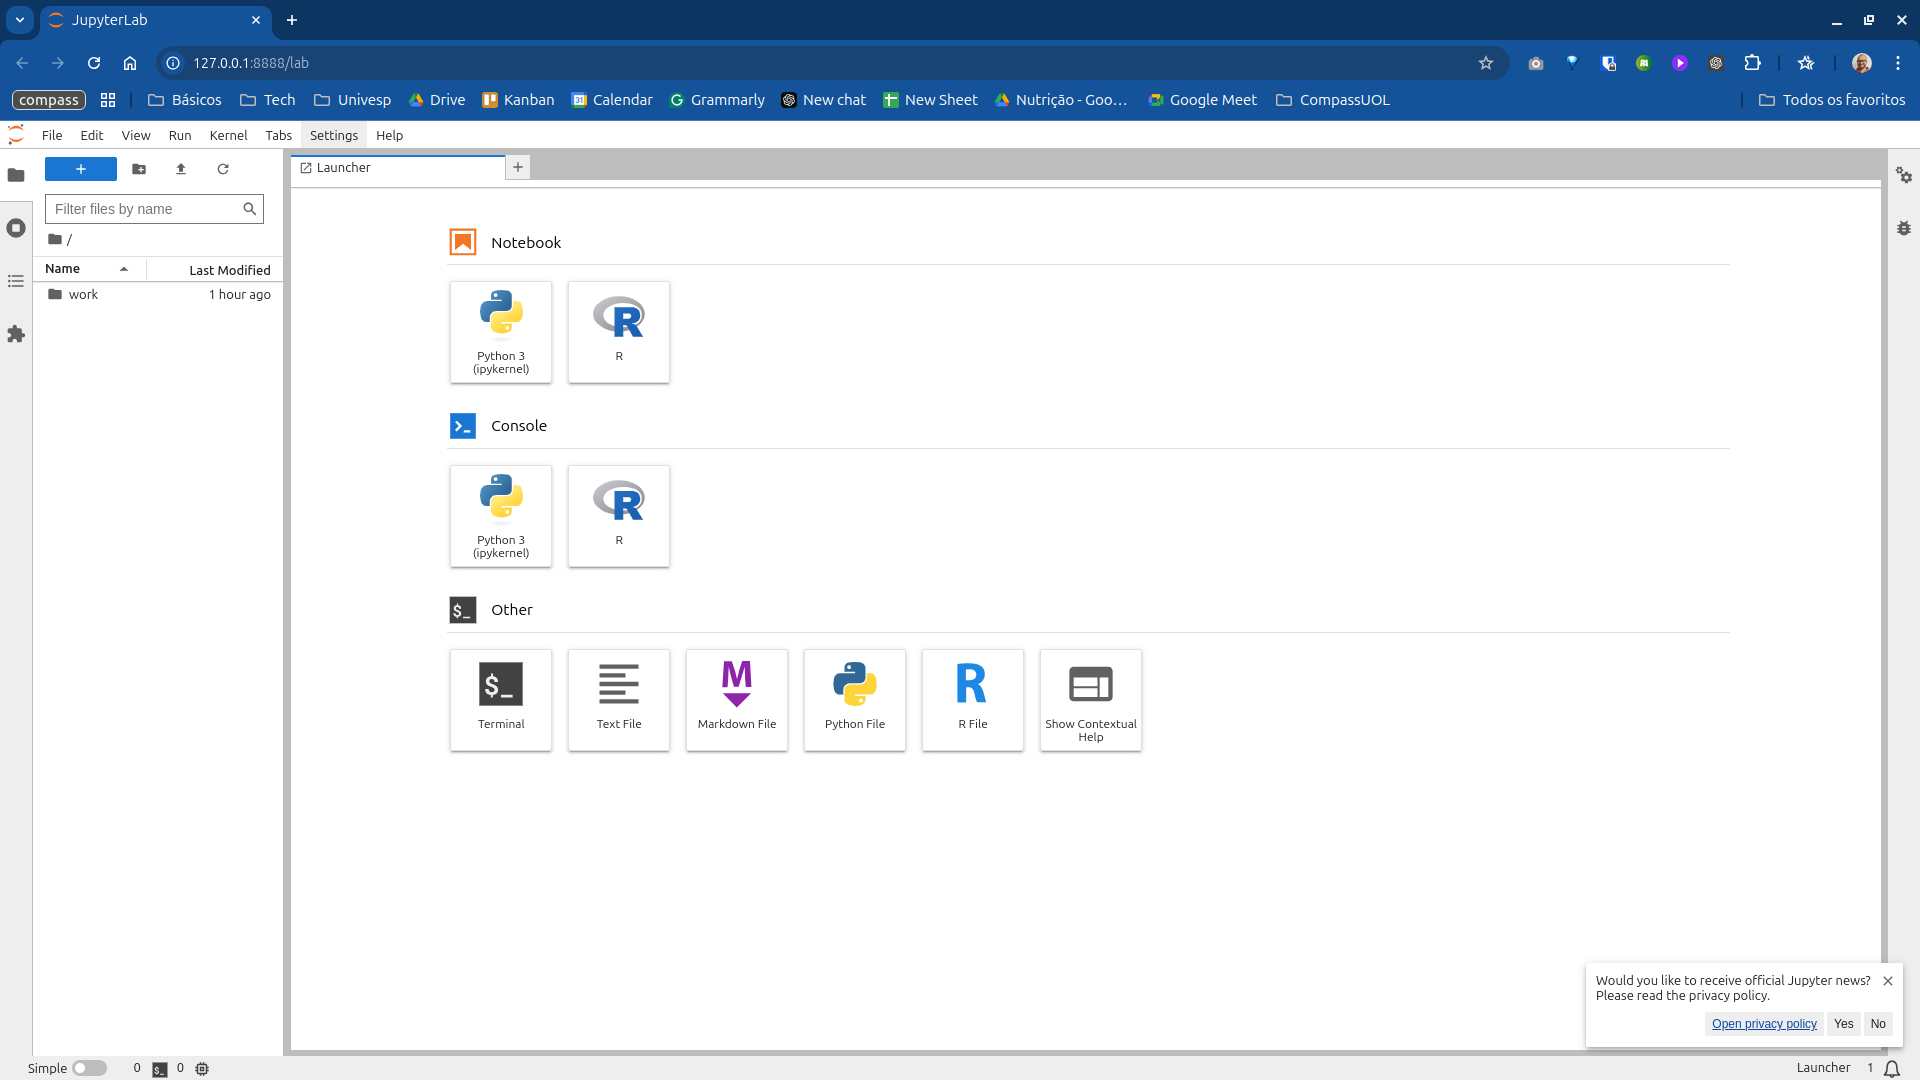 JupyterLab
127.0.0.1:8888/lab
compass Básicos Tech Univesp Drive Kanban Calendar Grammarly New chat New Sheet Nutrição - Goo... Google Meet CompassUOL Todos os favoritos
File Edit View Run Kernel Tabs Settings Help
Launcher
Filter files by name
/
Name Last Modified
work 1 hour ago
Notebook
Python 3
(ipykernel)
R
Console
Python 3
(ipykernel)
R
Other
$_
Terminal
Text File
Markdown File
Python File
R File
Show Contextual
Help
Would you like to receive official Jupyter news?
Please read the privacy policy.
Open privacy policy Yes No
Simple 0 $_ 0 Launcher 1